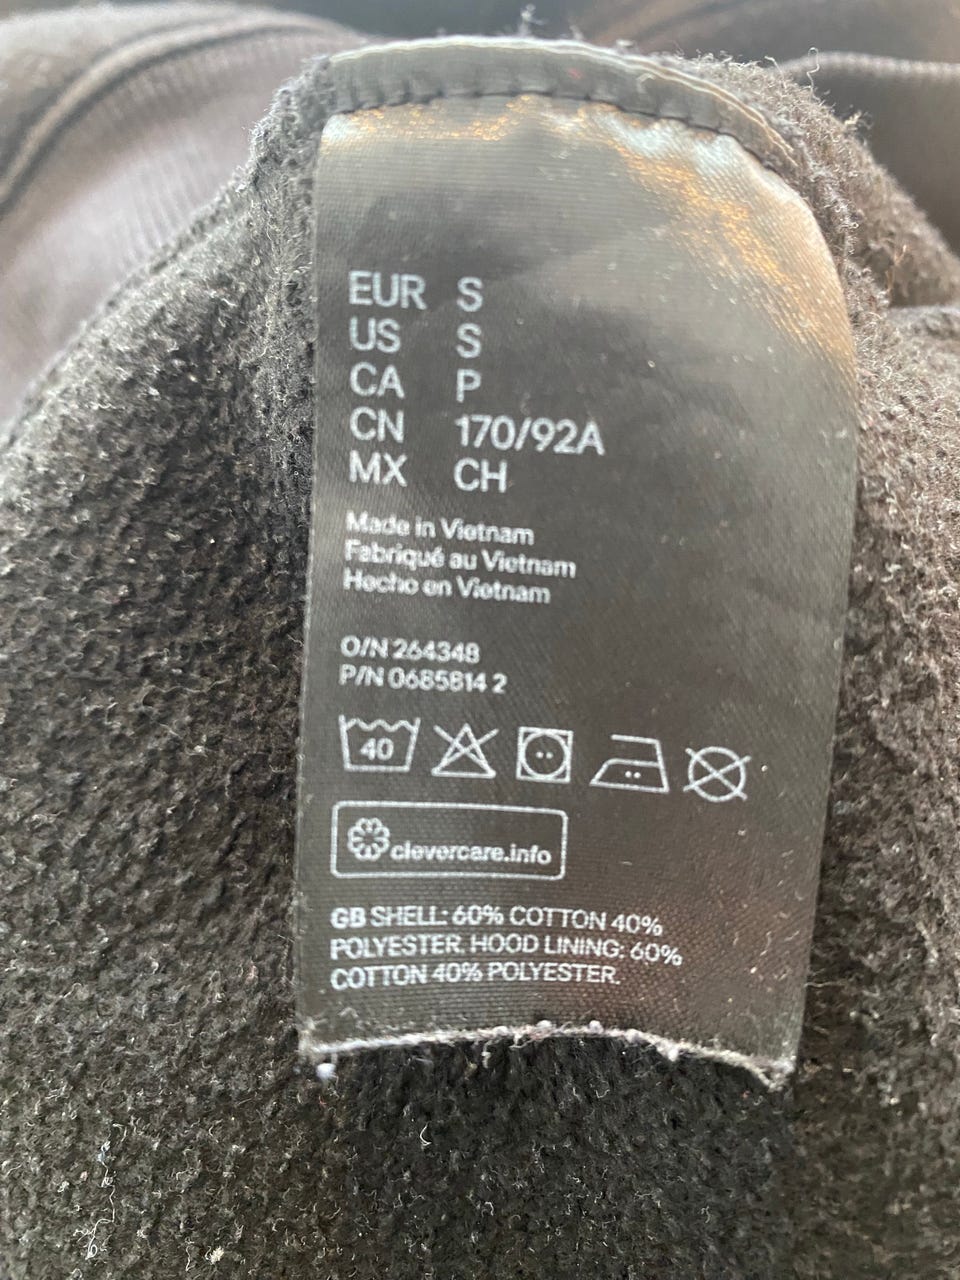 EUR S
US S
CA P
CN 170/92A
MX CH
Made in Vietnam
Fabriqué au Vietnam
Hecho en Vietnam
O/N 264348
P/N 0685814 2
40
clevercare.info
GB SHELL: 60% COTTON 40%
POLYESTER. HOOD LINING: 60%
COTTON 40% POLYESTER.